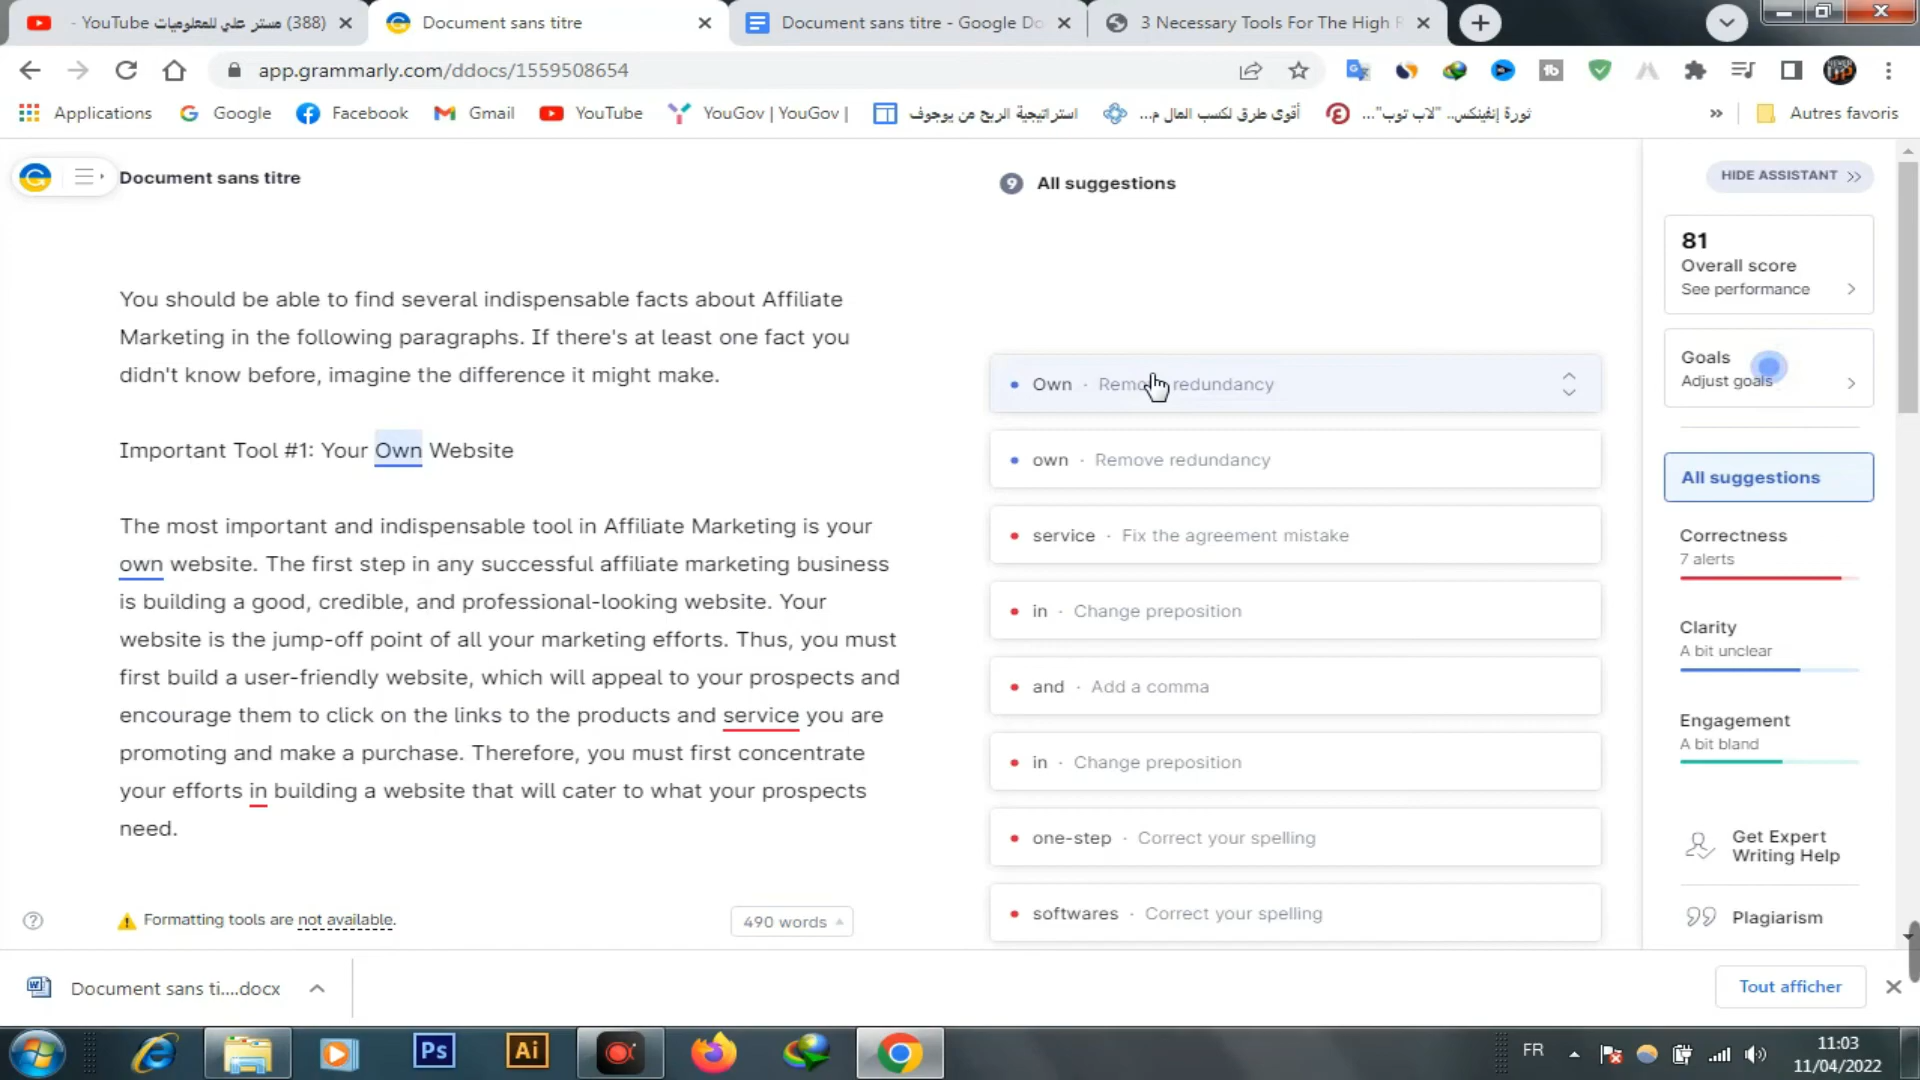 - YouTube مستر علي للمعلوميات (388)
Document sans titre
Document sans titre - Google Do
3 Necessary Tools For The High R
app.grammarly.com/ddocs/1559508654
Applications
Google
Facebook
Gmail
YouTube
YouGov | YouGov |
استراتيجية الربح من يوجوف
أقوى طرق لكسب المال م...
ثورة إنفينكس.. "لاب توب"...
»
Autres favoris
Document sans titre
9 All suggestions
HIDE ASSISTANT
You should be able to find several indispensable facts about Affiliate
Marketing in the following paragraphs. If there's at least one fact you
didn't know before, imagine the difference it might make.
Important Tool #1: Your Own Website
The most important and indispensable tool in Affiliate Marketing is your
own website. The first step in any successful affiliate marketing business
is building a good, credible, and professional-looking website. Your
website is the jump-off point of all your marketing efforts. Thus, you must
first build a user-friendly website, which will appeal to your prospects and
encourage them to click on the links to the products and service you are
promoting and make a purchase. Therefore, you must first concentrate
your efforts in building a website that will cater to what your prospects
need.
Formatting tools are not available.
490 words
Own · Remove redundancy
own · Remove redundancy
service · Fix the agreement mistake
in · Change preposition
and · Add a comma
in · Change preposition
one-step · Correct your spelling
softwares · Correct your spelling
81
Overall score
See performance
Goals
Adjust goals
All suggestions
Correctness
7 alerts
Clarity
A bit unclear
Engagement
A bit bland
Get Expert
Writing Help
Plagiarism
Document sans ti....docx
Tout afficher
Ps
Ai
FR
11:03
11/04/2022